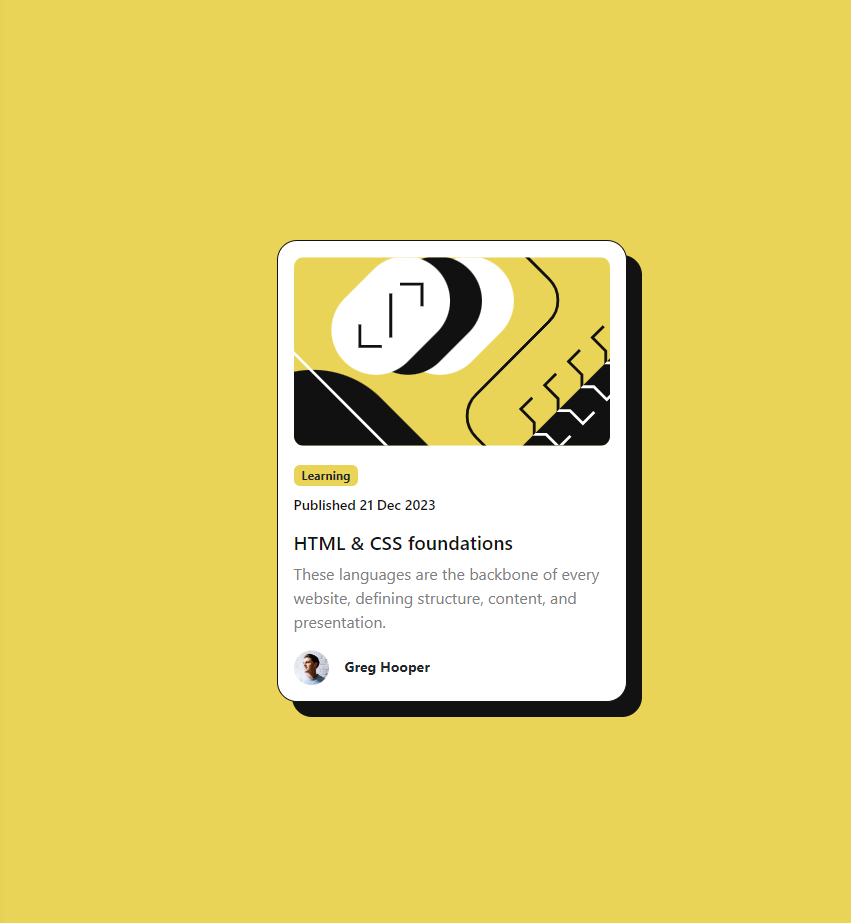 Learning
Published 21 Dec 2023
HTML & CSS foundations
These languages are the backbone of every
website, defining structure, content, and
presentation.
Greg Hooper